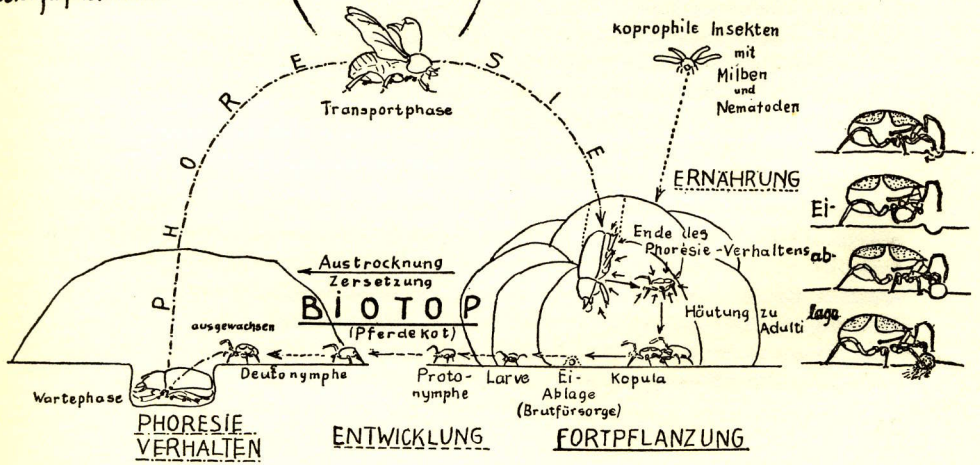 koprophile Insekten
mit
Milben
und
Nematoden
PHORESIE
Transportphase
ERNÄHRUNG
Ende des
Phoresie-Verhaltens
Häutung zu
Adulti
Ei-
ab-
lage
Austrocknung
Zersetzung
BIOTOP
(Pferdekot)
ausgewachsen
Deutonymphe
Proto-
nymphe
Larve
Ei-
Ablage
(Brutfürsorge)
Kopula
Wartephase
PHORESIE
VERHALTEN
ENTWICKLUNG
FORTPFLANZUNG